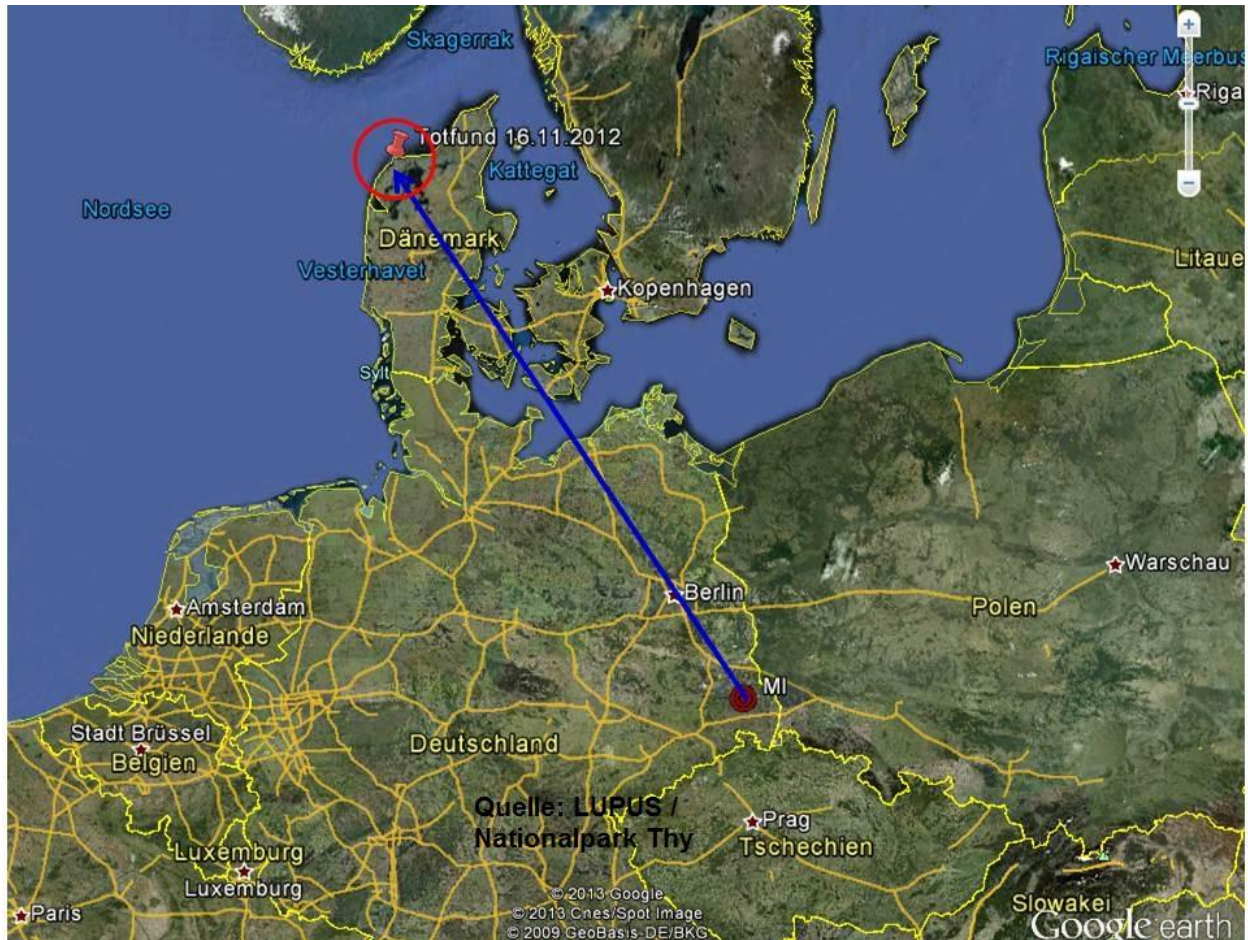 Skagerrak
Rigaischer Meerbus
Riga
Totfund 16.11.2012
Kattegat
Nordsee
Dänemark
Litaue
Vesterhavet
Kopenhagen
Sylt
Warschau
Berlin
Amsterdam
Polen
Niederlande
MI
Stadt Brüssel
Deutschland
Belgien
Quelle: LUPUS /
Nationalpark Thy
Prag
Tschechien
Luxemburg
Luxemburg
© 2013 Google
© 2013 Cnes/Spot Image
© 2009 GeoBasis-DE/BKG
Slowakei
Paris
Google earth